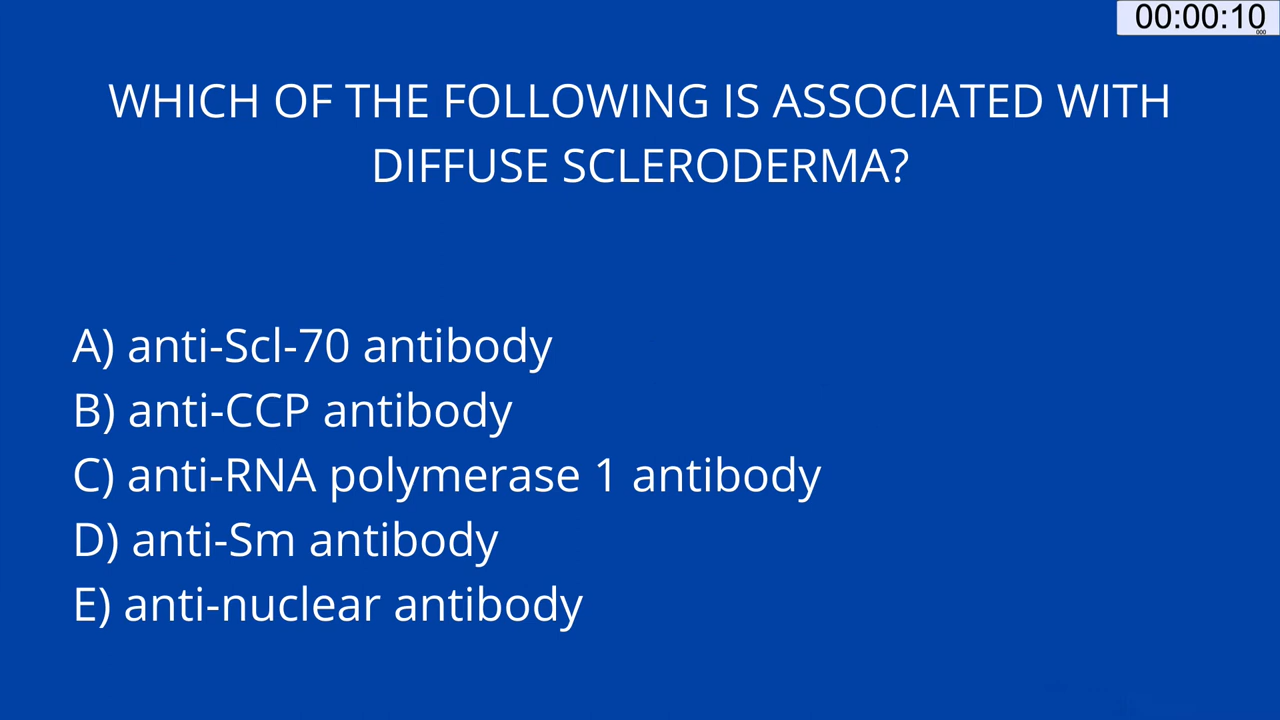 00:00:10
000
WHICH OF THE FOLLOWING IS ASSOCIATED WITH
DIFFUSE SCLERODERMA?
A) anti-Scl-70 antibody
B) anti-CCP antibody
C) anti-RNA polymerase 1 antibody
D) anti-Sm antibody
E) anti-nuclear antibody